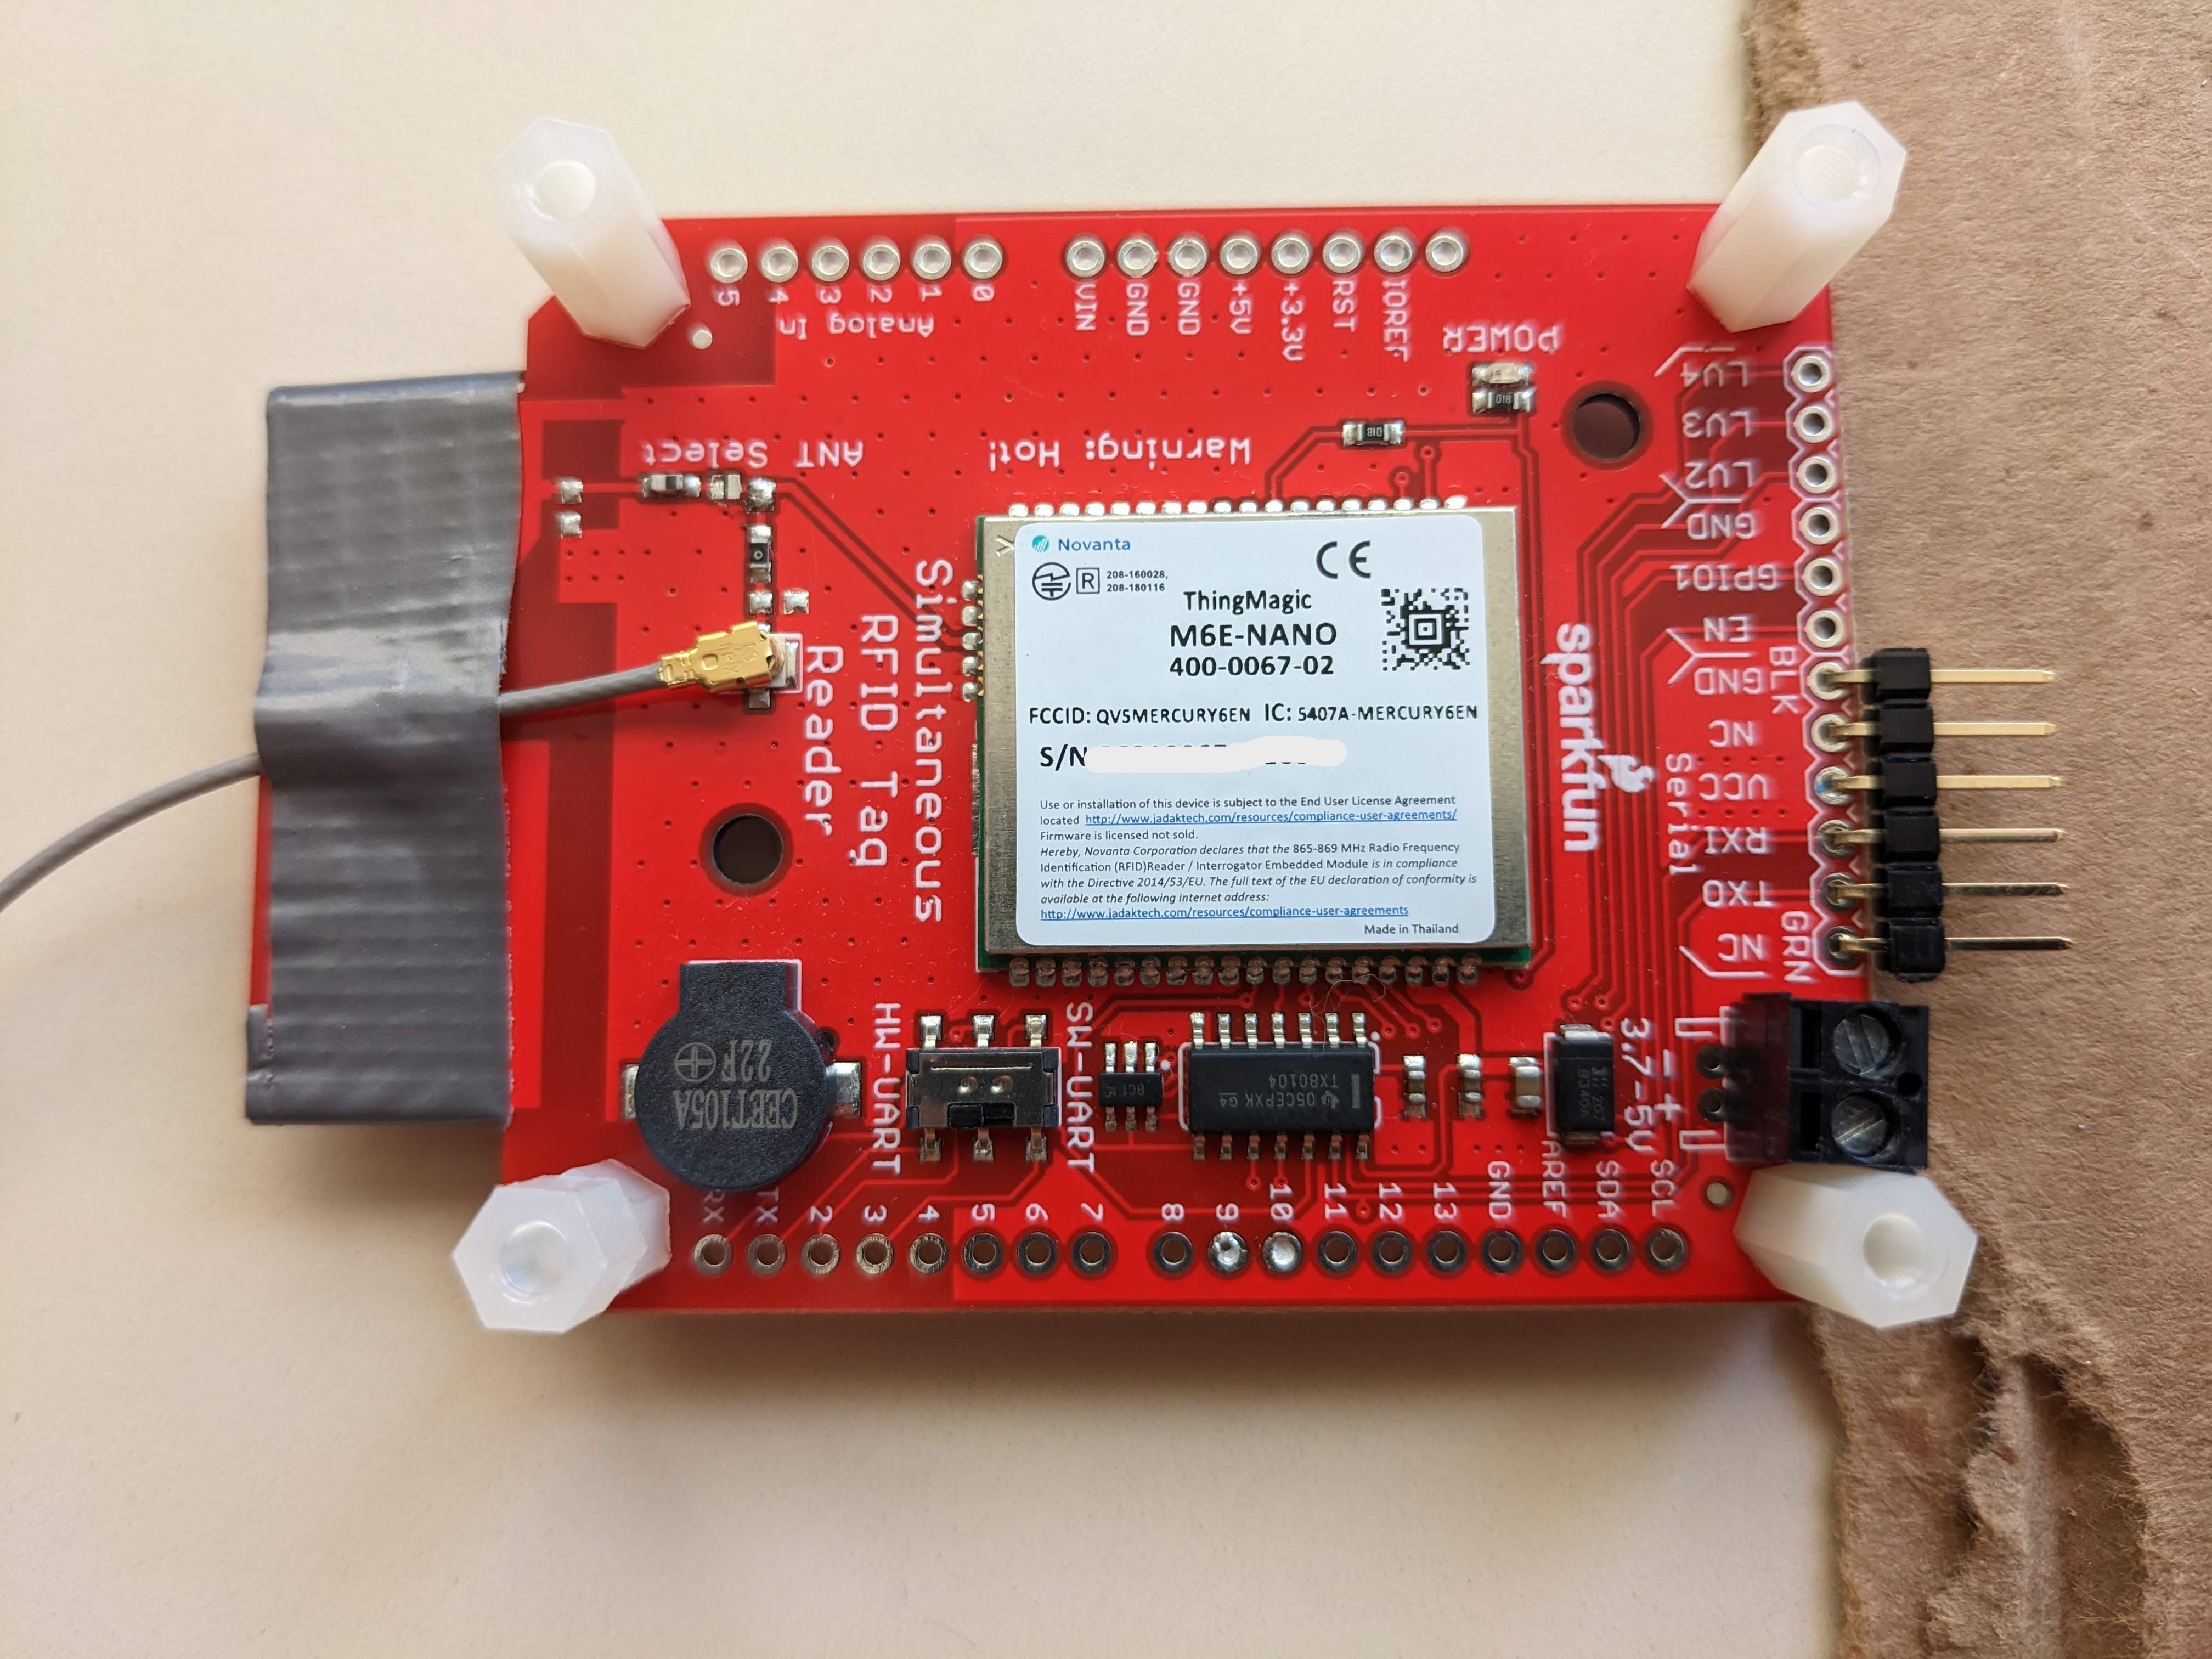 5
4
3
2
1
0
Analog In
VIN
GND
GND
+5V
+3.3V
RST
IOREF
POWER
01B
01B
ANT Select
Warning: Hot!
LV4
LV3
LV2
GND
GPIO1
EN
GND
BLK
NC
VCC
RXI
TXO
NC
GRN
Serial
sparkfun
Simultaneous
RFID Tag
Reader
Novanta
CE
R
208-160028,
208-180116
ThingMagic
M6E-NANO
400-0067-02
FCCID: QV5MERCURY6EN IC: 5407A-MERCURY6EN
S/N
Use or installation of this device is subject to the End User License Agreement
located http://www.jadaktech.com/resources/compliance-user-agreements/
Firmware is licensed not sold.
Hereby, Novanta Corporation declares that the 865-869 MHz Radio Frequency
Identification (RFID)Reader / Interrogator Embedded Module is in compliance
with the Directive 2014/53/EU. The full text of the EU declaration of conformity is
available at the following internet address:
http://www.jadaktech.com/resources/compliance-user-agreements
Made in Thailand
CEET105A
22F
HW-UART
SW-UART
TXB0104
05CEPXK G4
3.7-5V
- +
RX
TX
2
3
4
5
6
7
8
9
10
11
12
13
GND
AREF
SDA
SCL